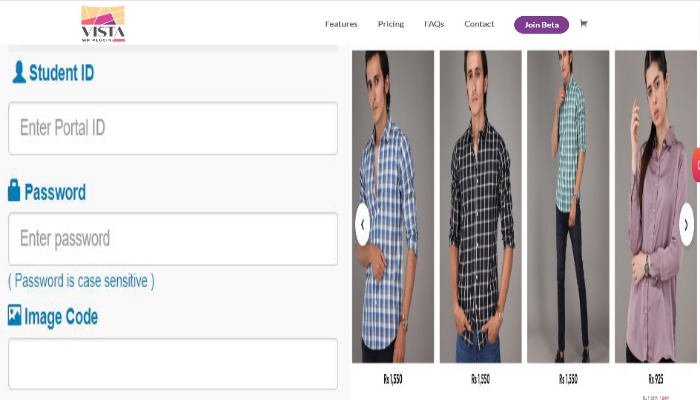 VISTA
WP PLUGIN
Features
Pricing
FAQs
Contact
Join Beta
Student ID
Enter Portal ID
Password
Enter password
( Password is case sensitive )
Image Code
Rs 1,550
Rs 1,550
Rs 1,550
Rs 925